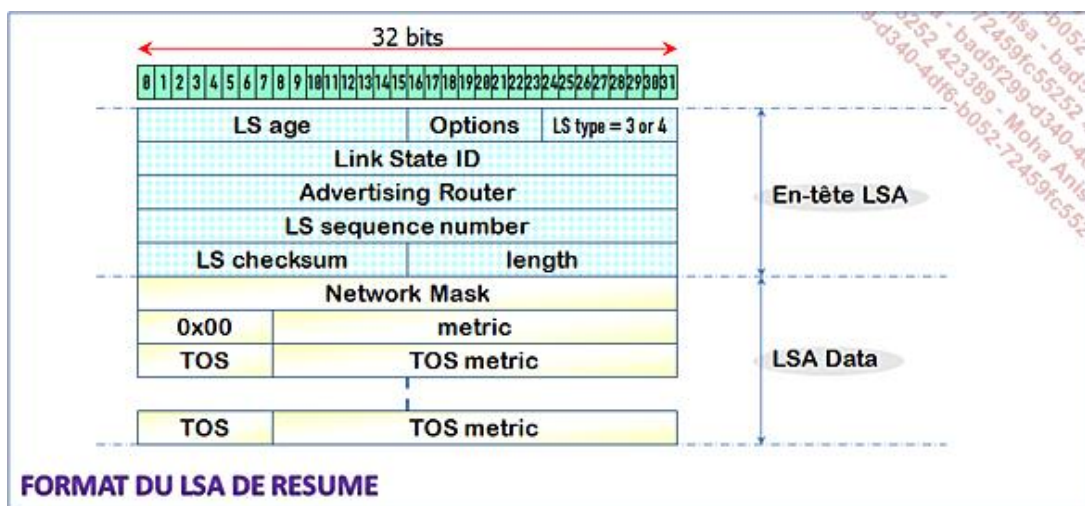 32 bits
0 1 2 3 4 5 6 7 8 9 10 11 12 13 14 15 16 17 18 19 20 21 22 23 24 25 26 27 28 29 30 31
LS age Options LS type = 3 or 4
Link State ID
Advertising Router
LS sequence number
LS checksum length
En-tête LSA
Network Mask
0x00 metric
TOS TOS metric
LSA Data
TOS TOS metric
FORMAT DU LSA DE RESUME